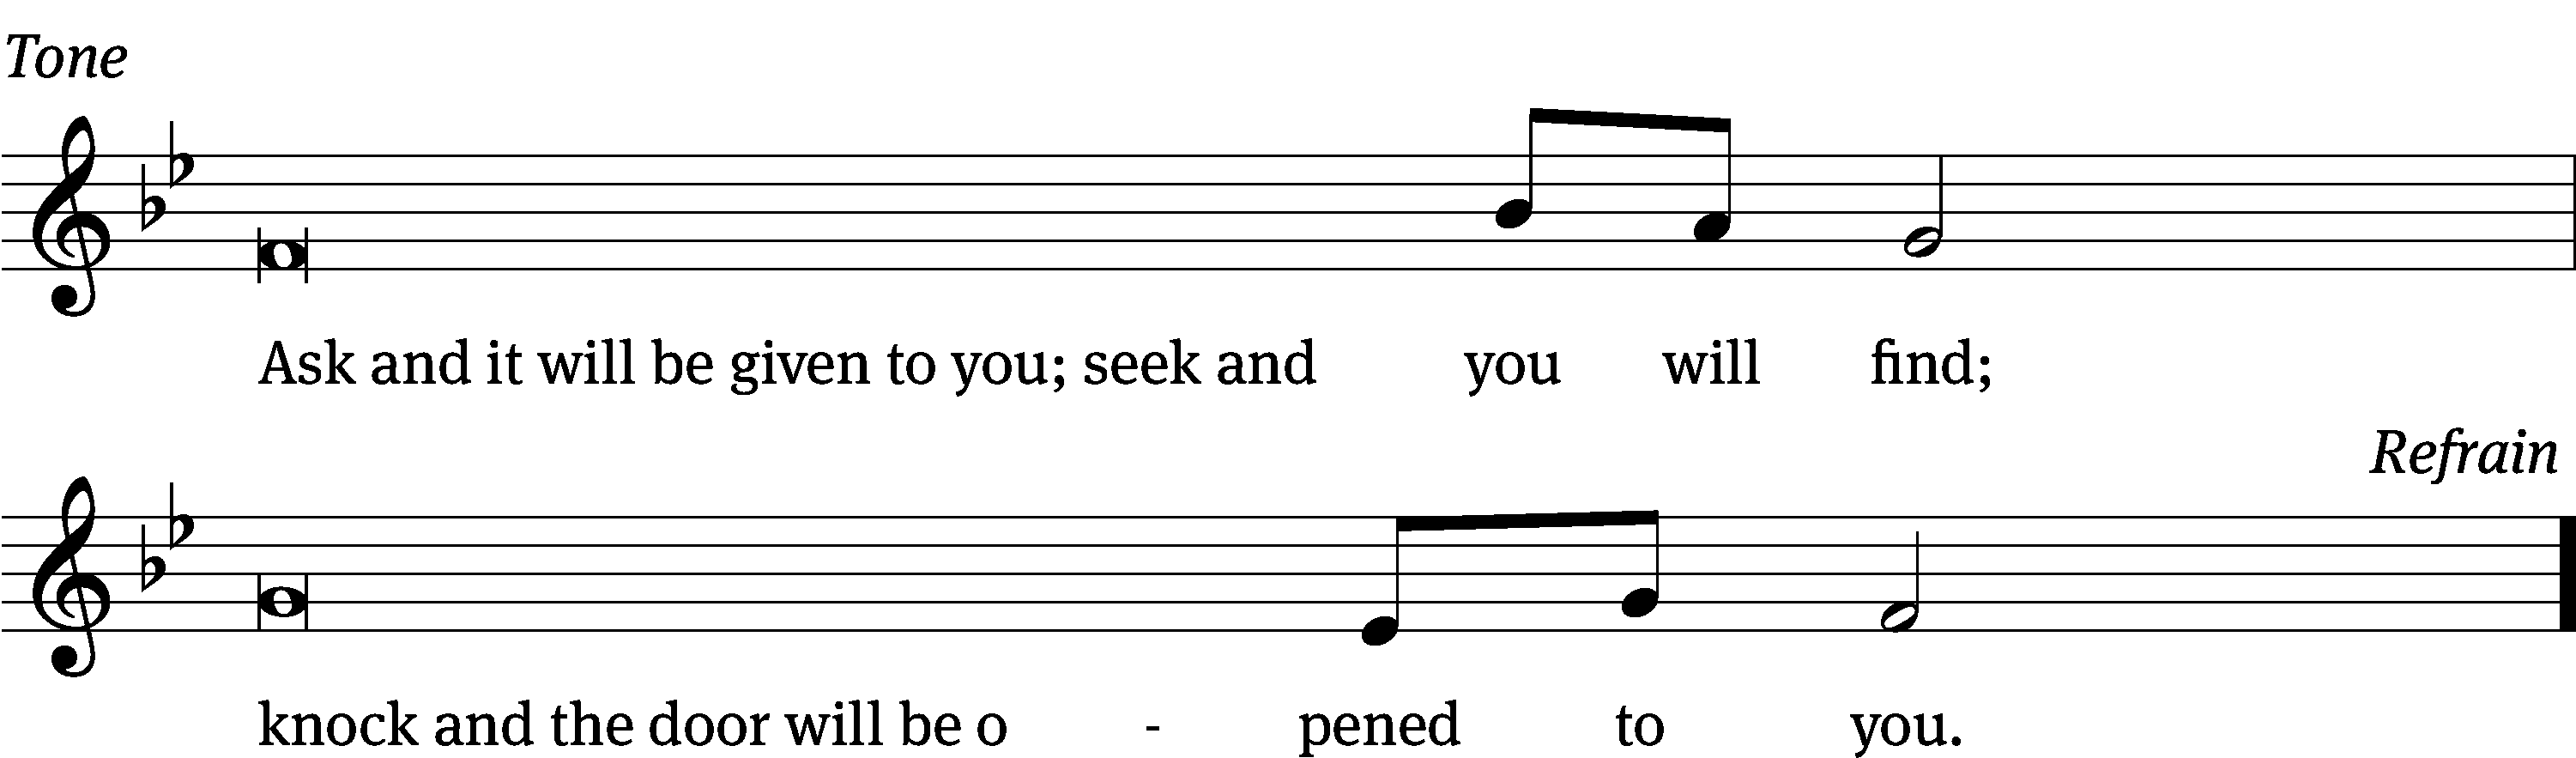 Tone
Ask and it will be given to you; seek and you will find;
Refrain
knock and the door will be o - pened to you.